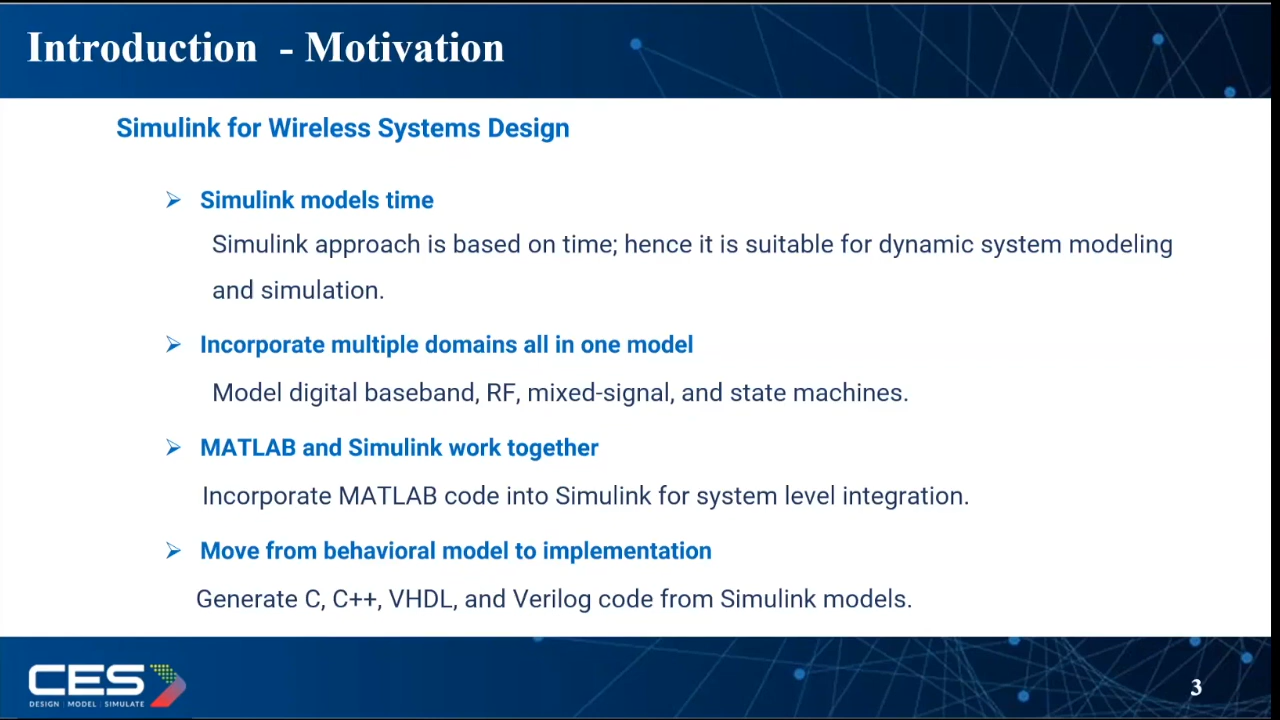 Introduction - Motivation
Simulink for Wireless Systems Design
Simulink models time
Simulink approach is based on time; hence it is suitable for dynamic system modeling
and simulation.
Incorporate multiple domains all in one model
Model digital baseband, RF, mixed-signal, and state machines.
MATLAB and Simulink work together
Incorporate MATLAB code into Simulink for system level integration.
Move from behavioral model to implementation
Generate C, C++, VHDL, and Verilog code from Simulink models.
CES
DESIGN | MODEL | SIMULATE
3